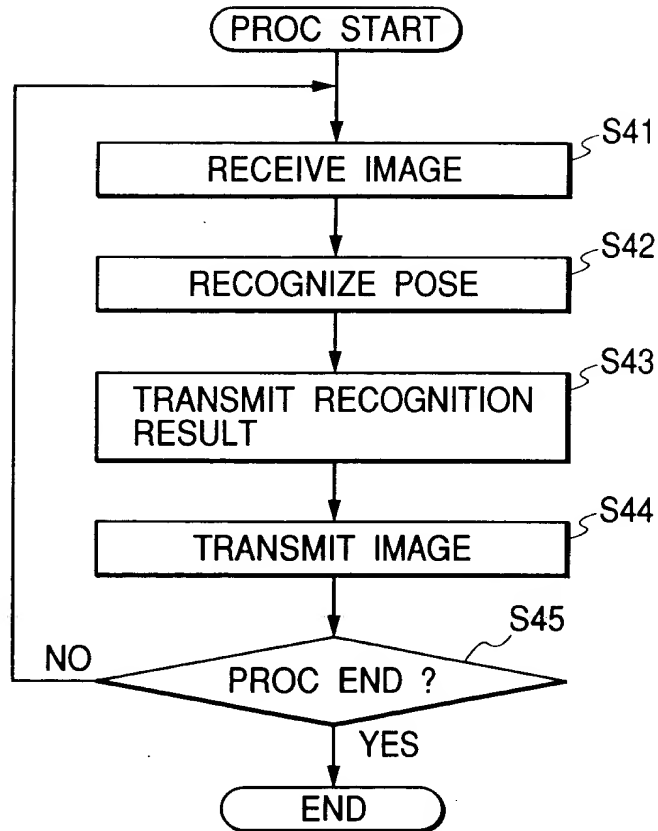 PROC START
S41
RECEIVE IMAGE
S42
RECOGNIZE POSE
S43
TRANSMIT RECOGNITION
RESULT
S44
TRANSMIT IMAGE
S45
NO
PROC END ?
YES
END